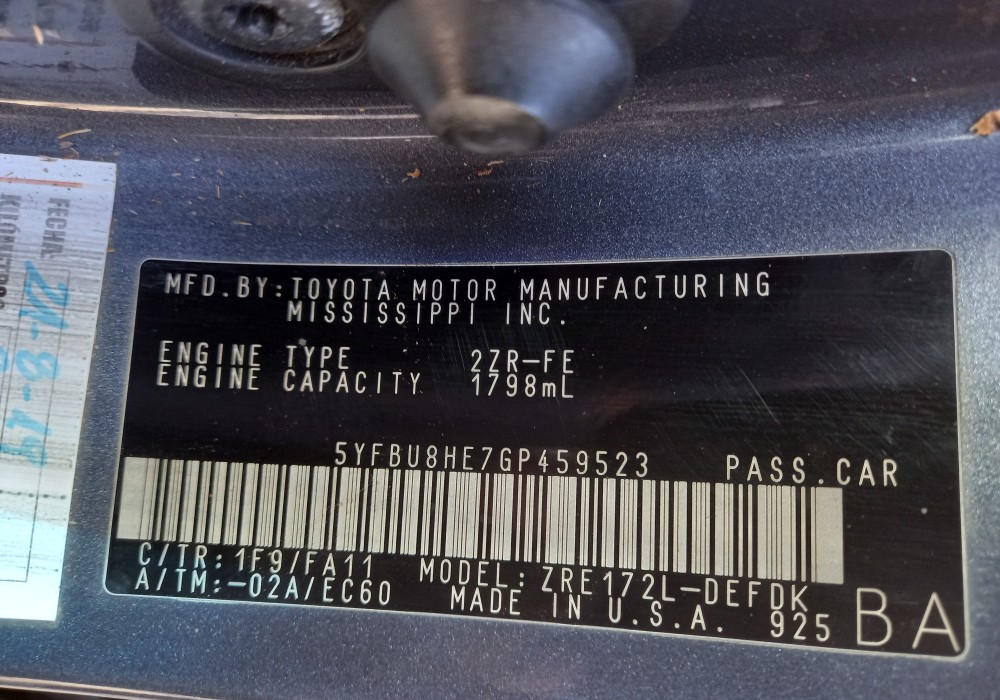 MFD.BY:TOYOTA MOTOR MANUFACTURING
MISSISSIPPI INC.
ENGINE TYPE 2ZR-FE
ENGINE CAPACITY 1798mL
5YFBU8HE7GP459523 PASS.CAR
C/TR:1F9/FA11 MODEL:ZRE172L-DEFDK
A/TM:-02A/EC60 MADE IN U.S.A. 925 BA
FECHA